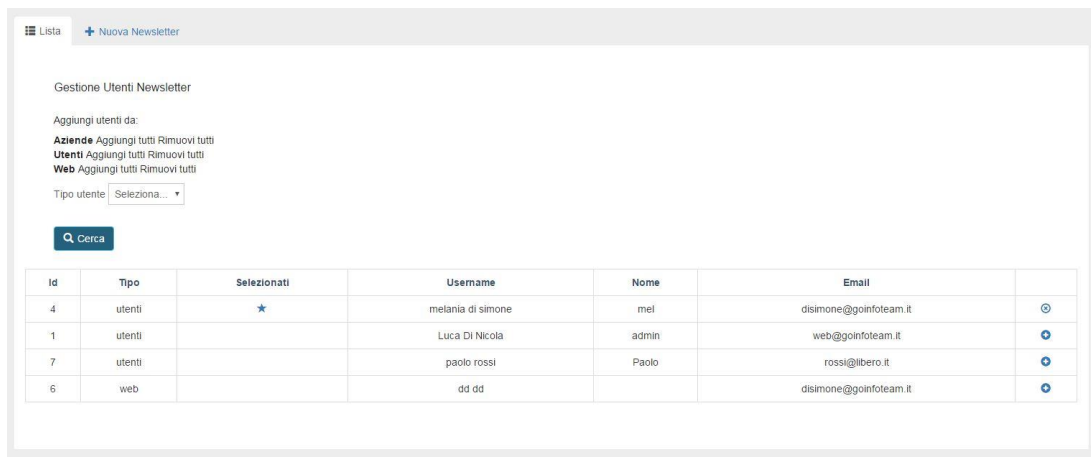 Lista
Nuova Newsletter
Gestione Utenti Newsletter
Aggiungi utenti da:
Aziende Aggiungi tutti Rimuovi tutti
Utenti Aggiungi tutti Rimuovi tutti
Web Aggiungi tutti Rimuovi tutti
Tipo utente Seleziona...
Cerca
Id Tipo Selezionati Username Nome Email
4 utenti melania di simone mel disimone@goinfoteam.it
1 utenti Luca Di Nicola admin web@goinfoteam.it
7 utenti paolo rossi Paolo rossi@libero.it
6 web dd dd disimone@goinfoteam.it